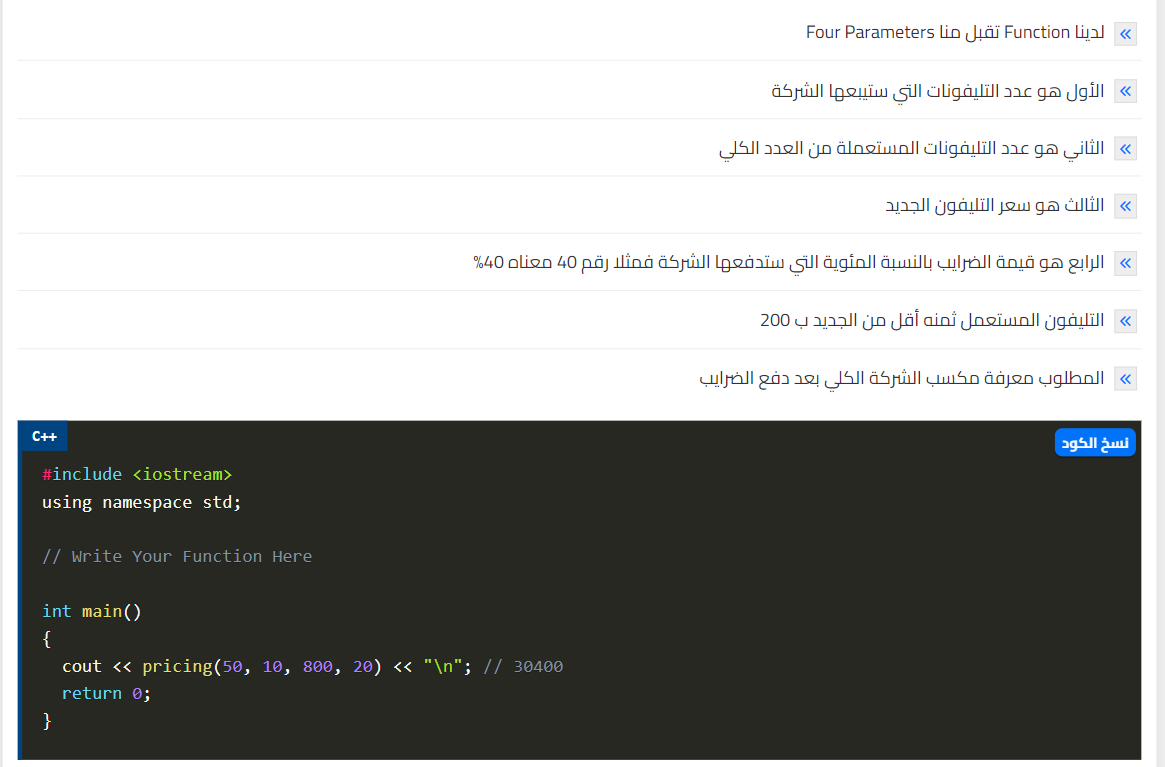 لدينا Function تقبل منا Four Parameters
الأول هو عدد التليفونات التي ستبيعها الشركة
الثاني هو عدد التليفونات المستعملة من العدد الكلي
الثالث هو سعر التليفون الجديد
الرابع هو قيمة الضرايب بالنسبة المئوية التي ستدفعها الشركة فمثلا رقم 40 معناه 40%
التليفون المستعمل ثمنه أقل من الجديد ب 200
المطلوب معرفة مكسب الشركة الكلي بعد دفع الضرايب
C++
نسخ الكود
#include <iostream>
using namespace std;
// Write Your Function Here
int main()
{
cout << pricing(50, 10, 800, 20) << "\n"; // 30400
return 0;
}